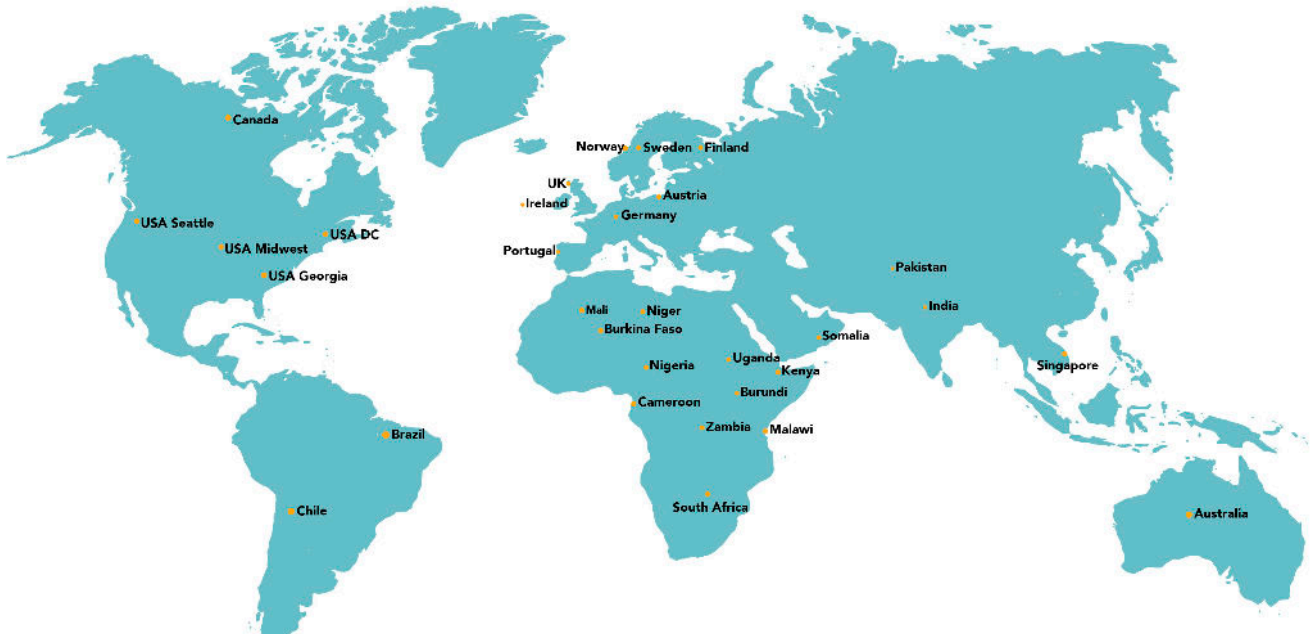 Canada
Norway
Sweden
Finland
UK
Austria
Ireland
Germany
USA Seattle
USA DC
USA Midwest
Portugal
USA Georgia
Pakistan
India
Mali
Niger
Burkina Faso
Somalia
Uganda
Singapore
Nigeria
Kenya
Burundi
Cameroon
Zambia
Malawi
Brazil
South Africa
Chile
Australia